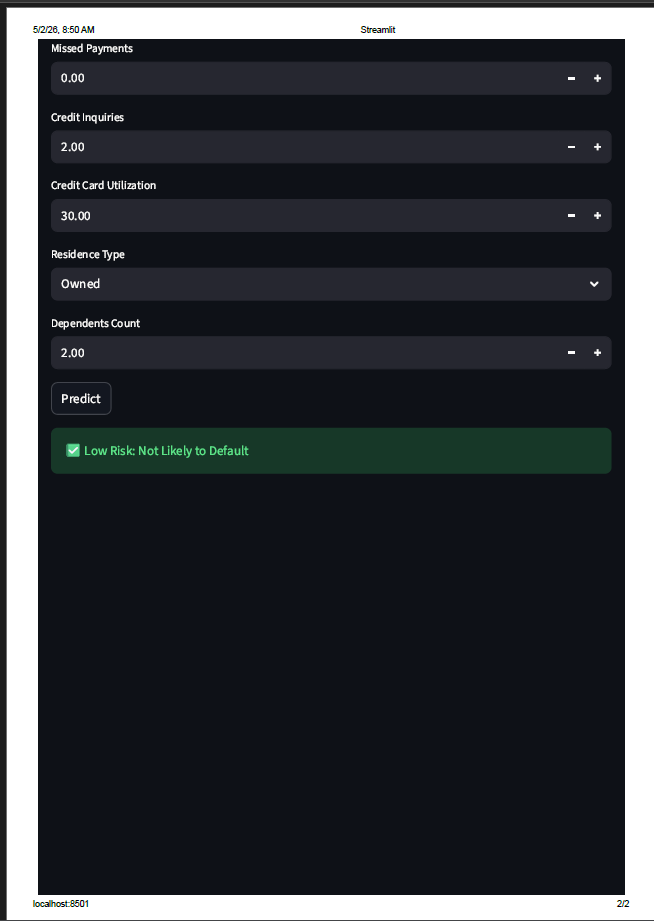 5/2/26, 8:50 AM Streamlit
Missed Payments
0.00
Credit Inquiries
2.00
Credit Card Utilization
30.00
Residence Type
Owned
Dependents Count
2.00
Predict
✅ Low Risk: Not Likely to Default
localhost:8501 2/2